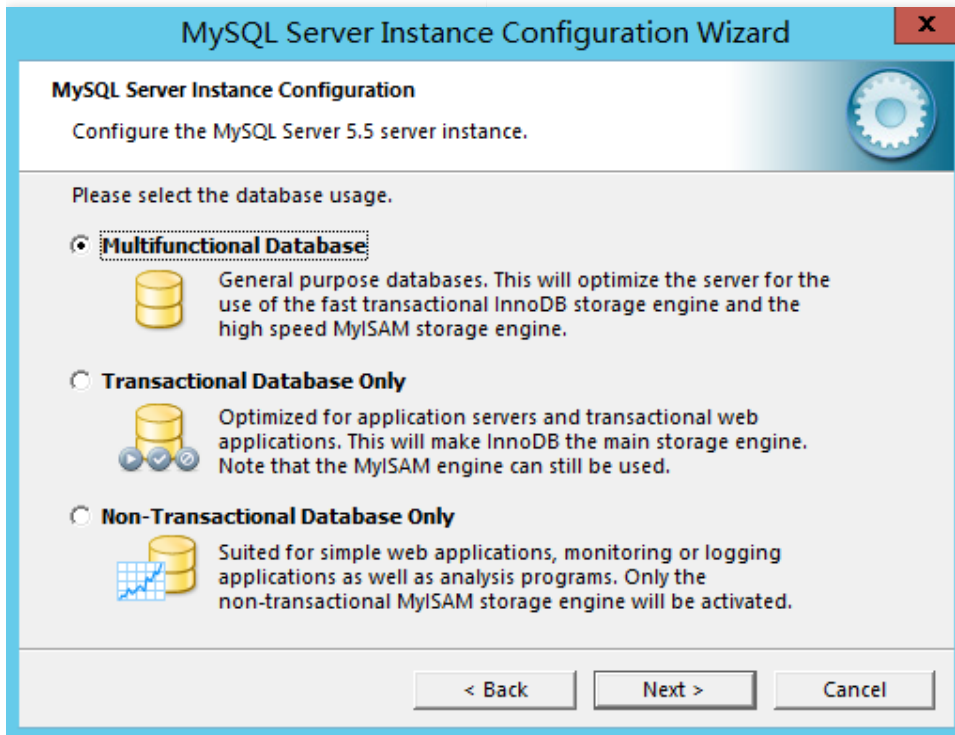 MySQL Server Instance Configuration Wizard
x
MySQL Server Instance Configuration
Configure the MySQL Server 5.5 server instance.
Please select the database usage.
Multifunctional Database
General purpose databases. This will optimize the server for the
use of the fast transactional InnoDB storage engine and the
high speed MyISAM storage engine.
Transactional Database Only
Optimized for application servers and transactional web
applications. This will make InnoDB the main storage engine.
Note that the MyISAM engine can still be used.
Non-Transactional Database Only
Suited for simple web applications, monitoring or logging
applications as well as analysis programs. Only the
non-transactional MyISAM storage engine will be activated.
< Back Next > Cancel